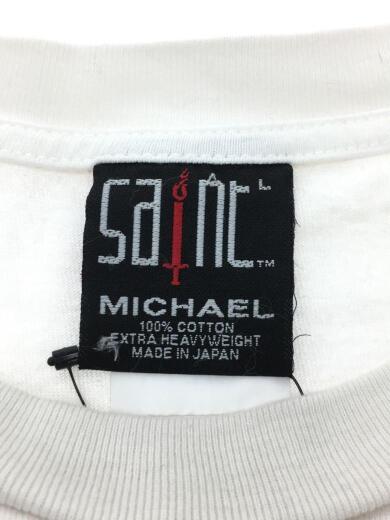 saint L
™
MICHAEL
100% COTTON
EXTRA HEAVYWEIGHT
MADE IN JAPAN